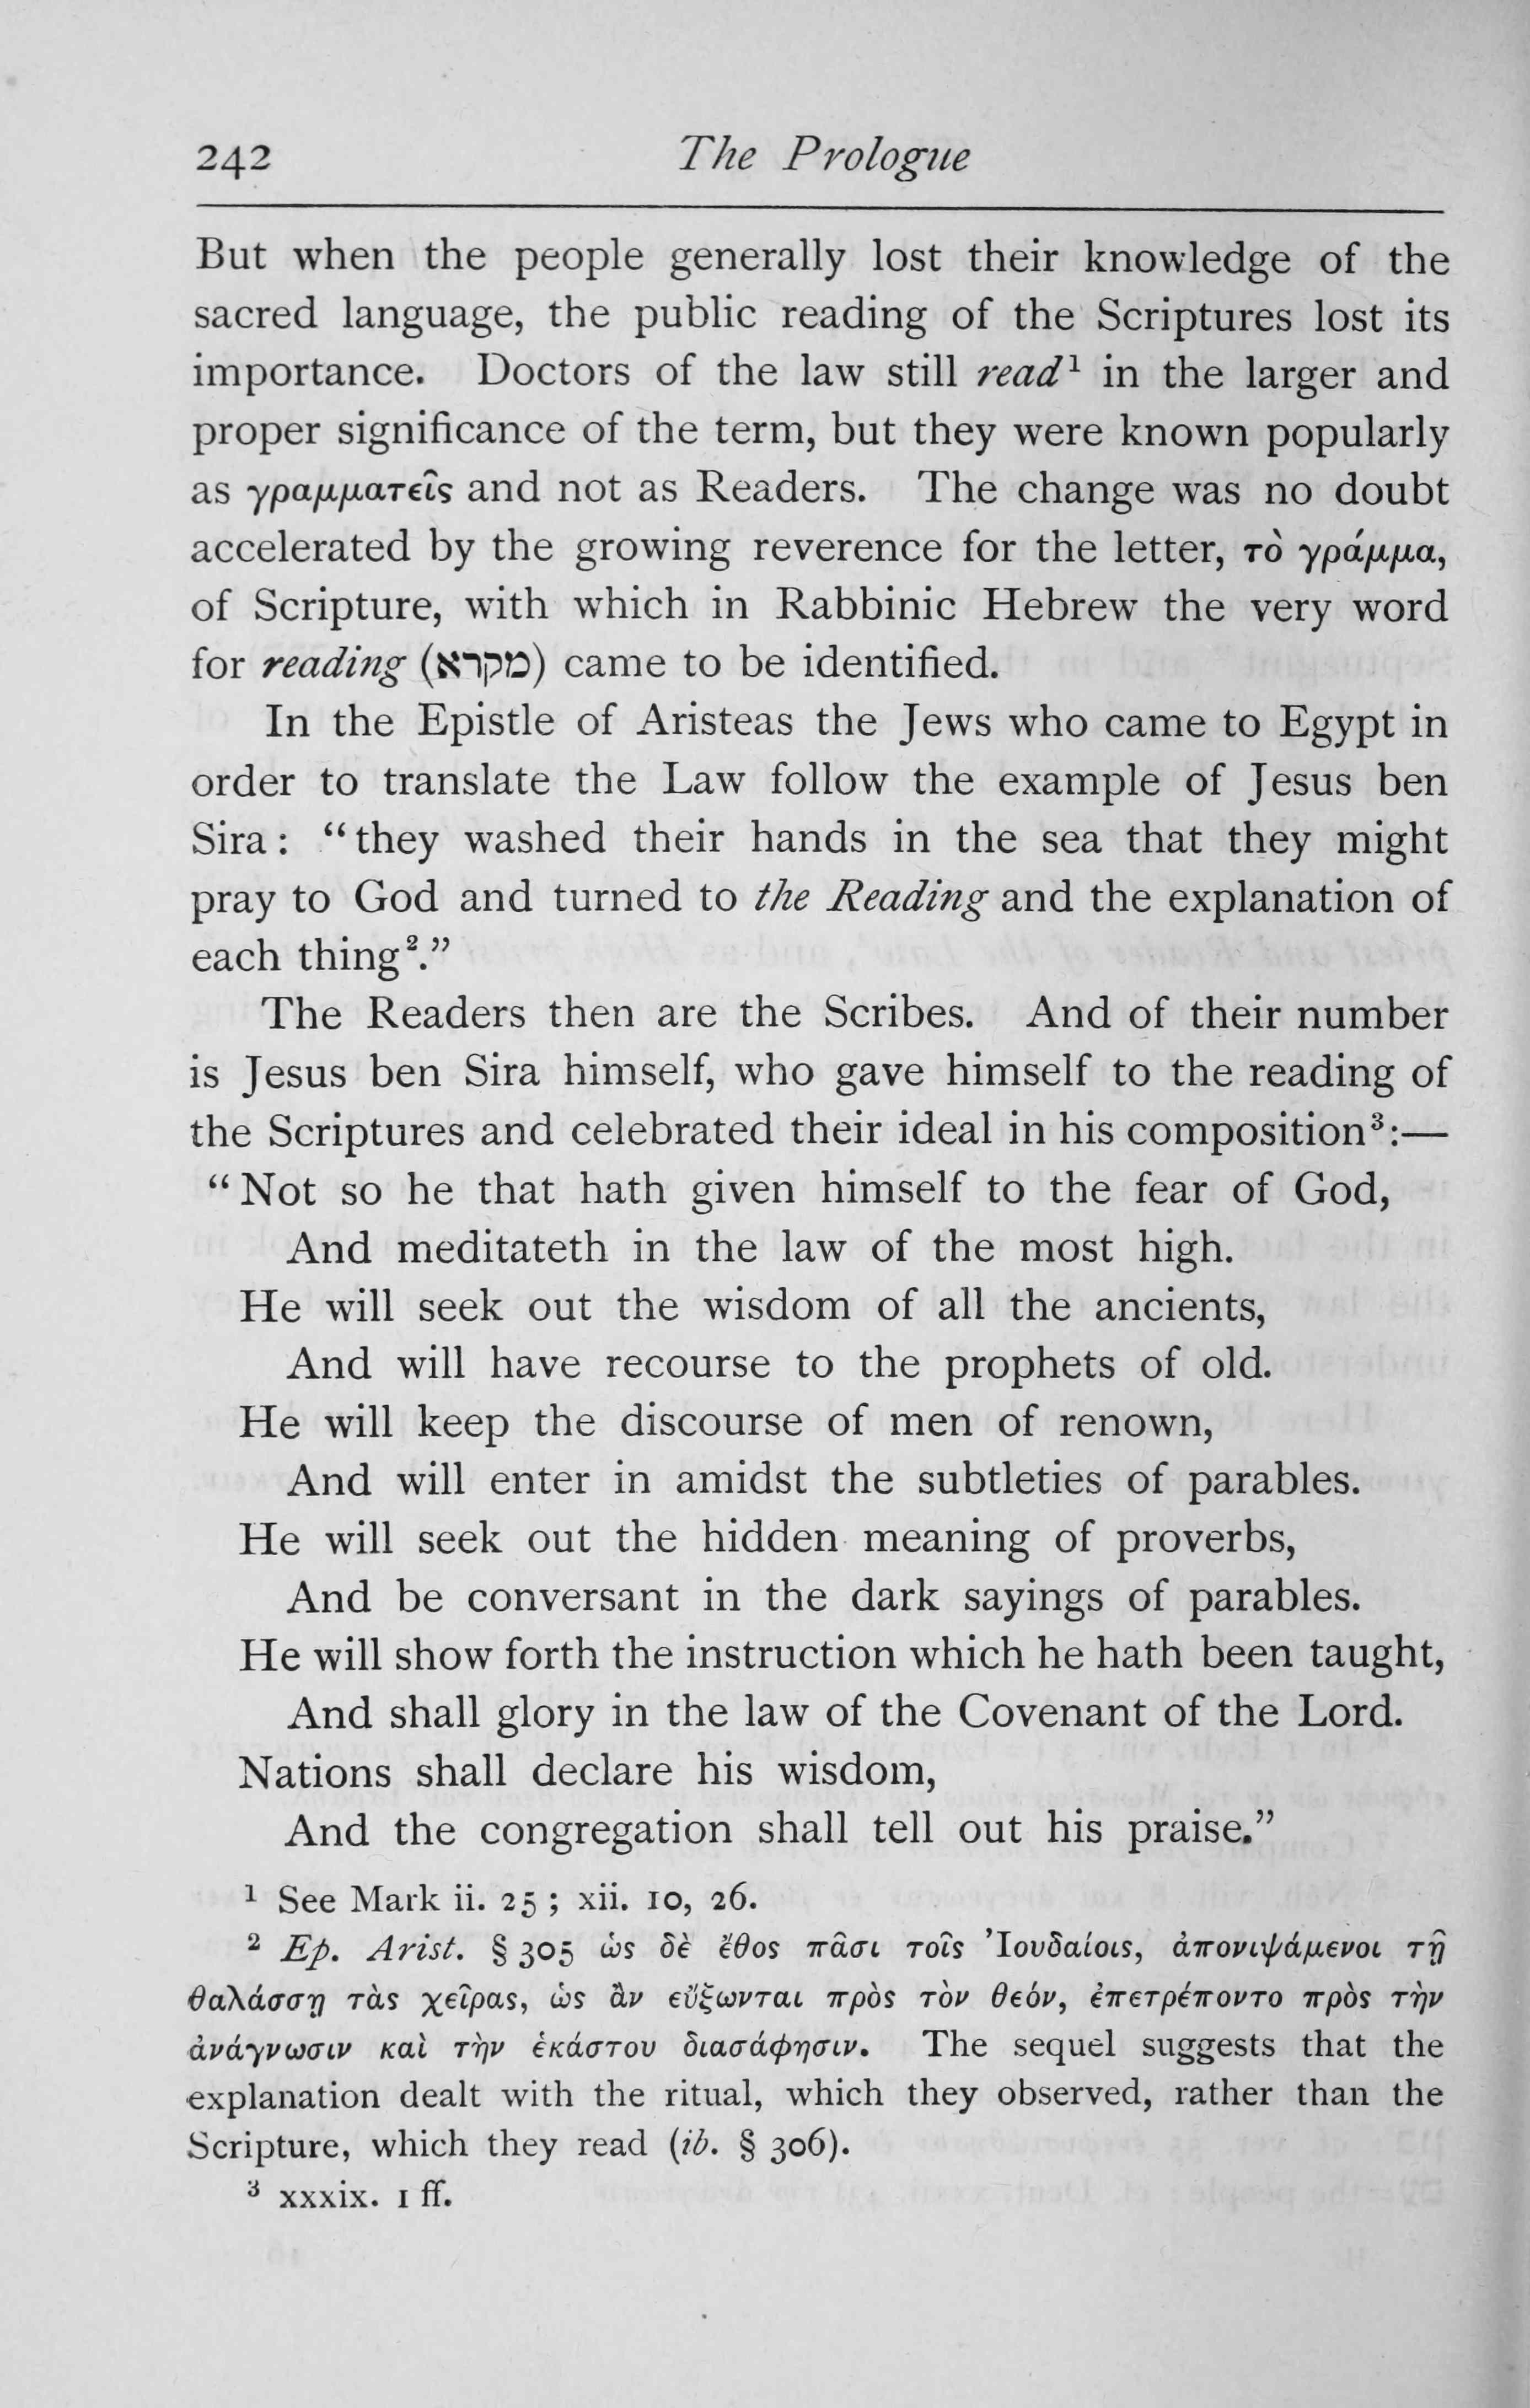 242 The Prologue
But when the people generally lost their knowledge of the
sacred language, the public reading of the Scriptures lost its
importance. Doctors of the law still read¹ in the larger and
proper significance of the term, but they were known popularly
as γραμματεῖς and not as Readers. The change was no doubt
accelerated by the growing reverence for the letter, τὸ γράμμα,
of Scripture, with which in Rabbinic Hebrew the very word
for reading (מקרא) came to be identified.
In the Epistle of Aristeas the Jews who came to Egypt in
order to translate the Law follow the example of Jesus ben
Sira: “they washed their hands in the sea that they might
pray to God and turned to the Reading and the explanation of
each thing².”
The Readers then are the Scribes. And of their number
is Jesus ben Sira himself, who gave himself to the reading of
the Scriptures and celebrated their ideal in his composition³:—
“Not so he that hath given himself to the fear of God,
And meditateth in the law of the most high.
He will seek out the wisdom of all the ancients,
And will have recourse to the prophets of old.
He will keep the discourse of men of renown,
And will enter in amidst the subtleties of parables.
He will seek out the hidden meaning of proverbs,
And be conversant in the dark sayings of parables.
He will show forth the instruction which he hath been taught,
And shall glory in the law of the Covenant of the Lord.
Nations shall declare his wisdom,
And the congregation shall tell out his praise.”
¹ See Mark ii. 25; xii. 10, 26.
² Ep. Arist. § 305 ὡς δὲ ἔθος πᾶσι τοῖς Ἰουδαίοις, ἀπονιψάμενοι τῇ
θαλάσσῃ τὰς χεῖρας, ὡς ἂν εὔξωνται πρὸς τὸν θεόν, ἐπετρέποντο πρὸς τὴν
ἀνάγνωσιν καὶ τὴν ἑκάστου διασάφησιν. The sequel suggests that the
explanation dealt with the ritual, which they observed, rather than the
Scripture, which they read (ib. § 306).
³ xxxix. 1 ff.